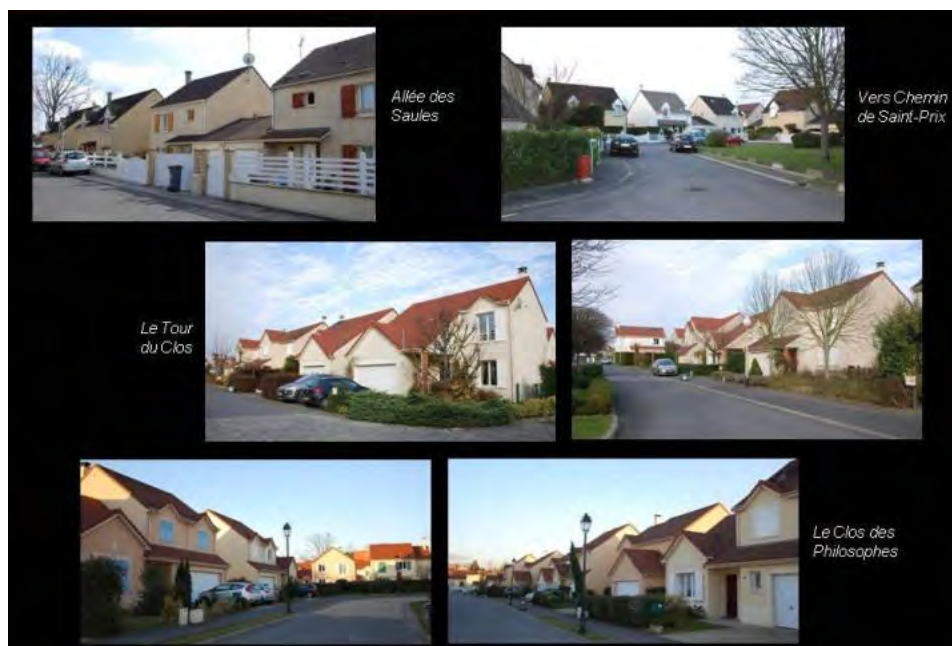 Allée des
Saules
Vers Chemin
de Saint-Prix
Le Tour
du Clos
Le Clos des
Philosophes